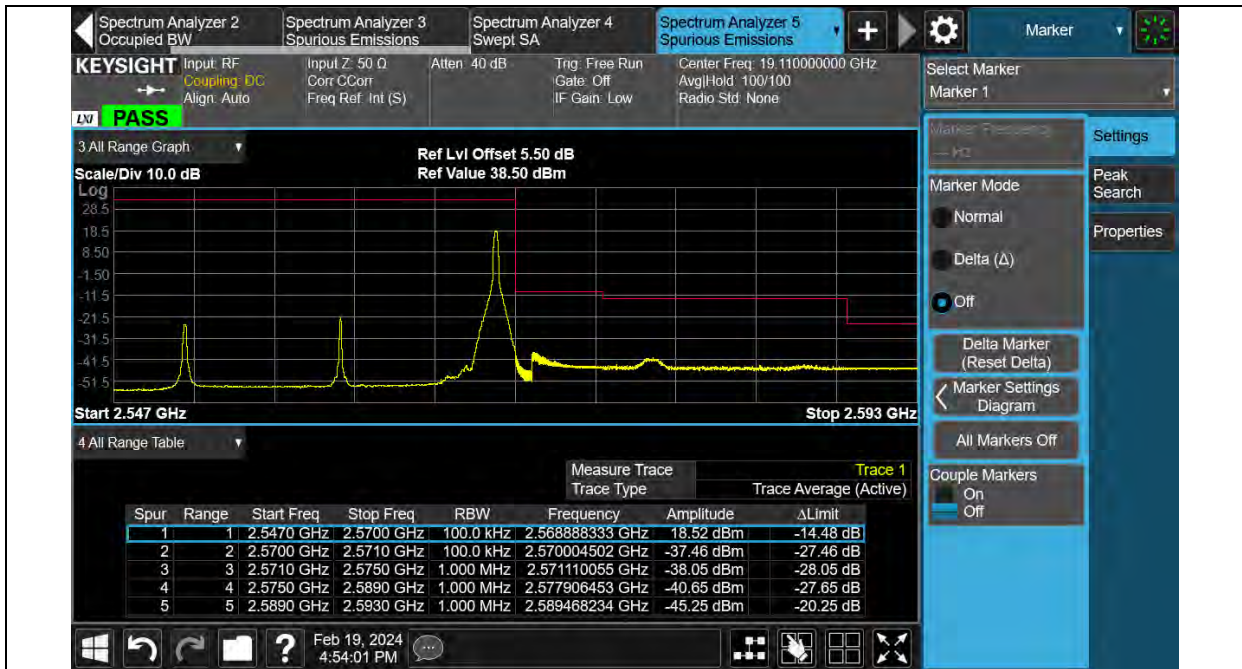 Spectrum Analyzer 2
Occupied BW
Spectrum Analyzer 3
Spurious Emissions
Spectrum Analyzer 4
Swept SA
Spectrum Analyzer 5
Spurious Emissions
+
Marker
KEYSIGHT
Input: RF
Coupling: DC
Align: Auto
Input Z: 50 Ω
Corr CCorr
Freq Ref: Int (S)
Atten: 40 dB
Trig: Free Run
Gate: Off
IF Gain: Low
Center Freq: 19.110000000 GHz
Avg|Hold: 100/100
Radio Std: None
LXI PASS
Select Marker
Marker 1
3 All Range Graph
Ref Lvl Offset 5.50 dB
Scale/Div 10.0 dB
Ref Value 38.50 dBm
Log
28.5
18.5
8.50
-1.50
-11.5
-21.5
-31.5
-41.5
-51.5
Start 2.547 GHz
Stop 2.593 GHz
Marker Frequency
--- Hz
Settings
Marker Mode
Peak
Search
Normal
Properties
Delta (Δ)
Off
Delta Marker
(Reset Delta)
Marker Settings
Diagram
All Markers Off
Couple Markers
On
Off
4 All Range Table
Measure Trace Trace 1
Trace Type Trace Average (Active)
Spur Range Start Freq Stop Freq RBW Frequency Amplitude ΔLimit
1 1 2.5470 GHz 2.5700 GHz 100.0 kHz 2.568888333 GHz 18.52 dBm -14.48 dB
2 2 2.5700 GHz 2.5710 GHz 100.0 kHz 2.570004502 GHz -37.46 dBm -27.46 dB
3 3 2.5710 GHz 2.5750 GHz 1.000 MHz 2.571110055 GHz -38.05 dBm -28.05 dB
4 4 2.5750 GHz 2.5890 GHz 1.000 MHz 2.577906453 GHz -40.65 dBm -27.65 dB
5 5 2.5890 GHz 2.5930 GHz 1.000 MHz 2.589468234 GHz -45.25 dBm -20.25 dB
?
Feb 19, 2024
4:54:01 PM